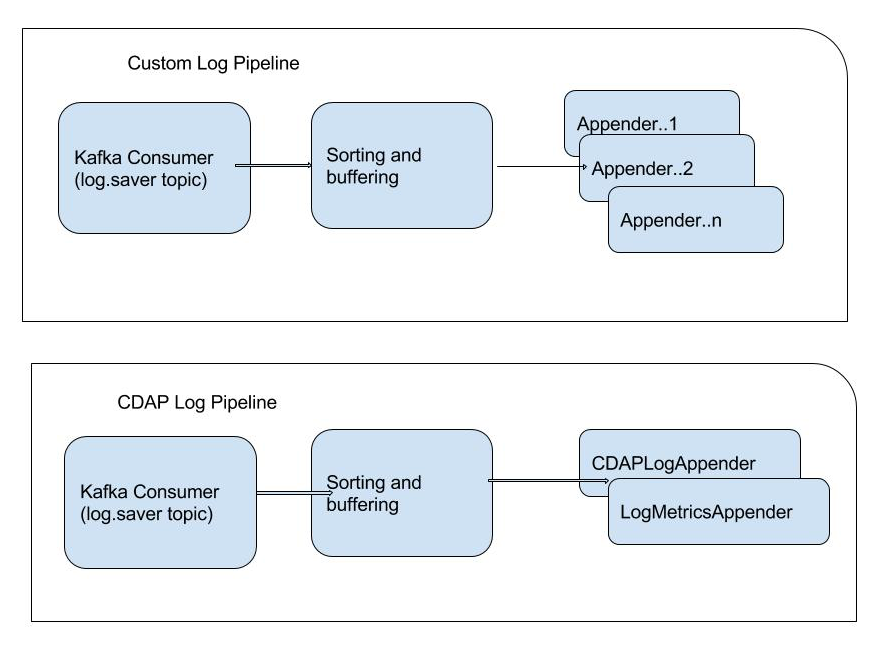 Custom Log Pipeline
Kafka Consumer
(log.saver topic)
Sorting and
buffering
Appender..1
Appender..2
Appender..n
CDAP Log Pipeline
Kafka Consumer
(log.saver topic)
Sorting and
buffering
CDAPLogAppender
LogMetricsAppender